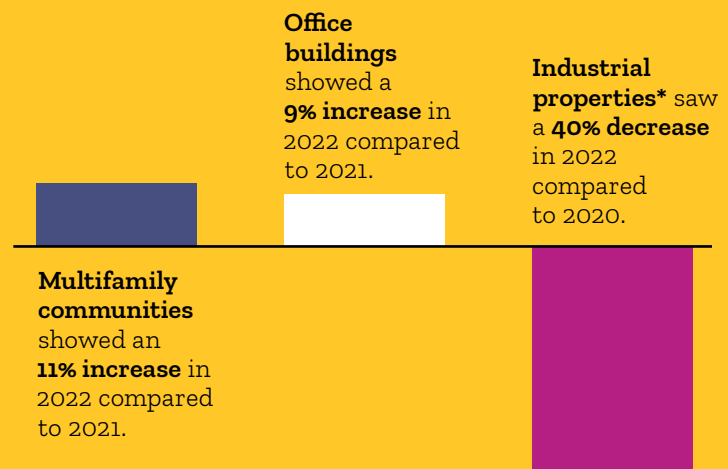 Office
buildings
showed a
9% increase in
2022 compared
to 2021.
Industrial
properties* saw
a 40% decrease
in 2022
compared
to 2020.
Multifamily
communities
showed an
11% increase in
2022 compared
to 2021.